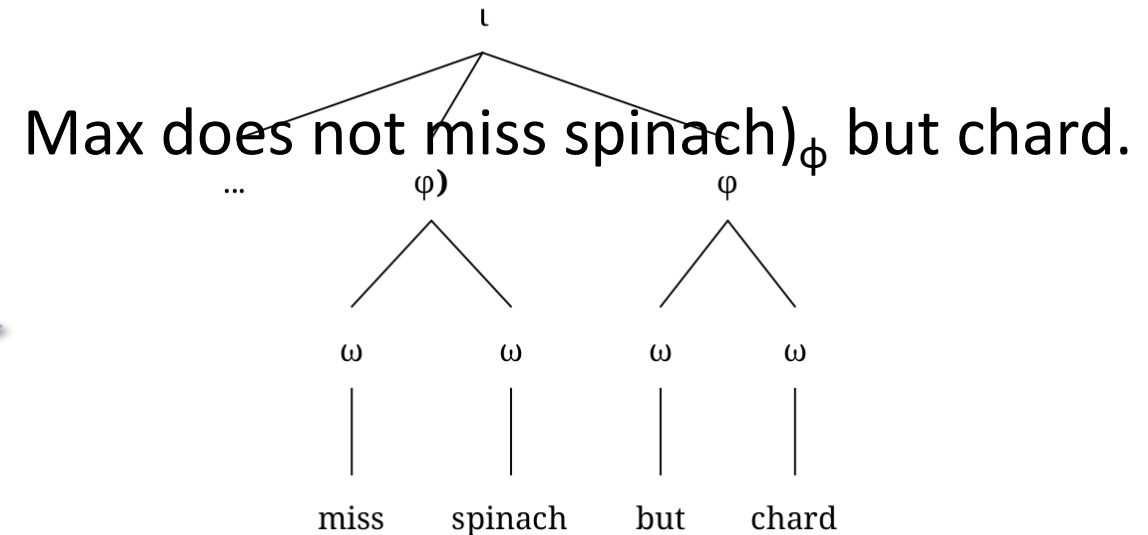 ι
Max does not miss spinach)ϕ but chard.
... φ) φ
ω ω ω ω
miss spinach but chard